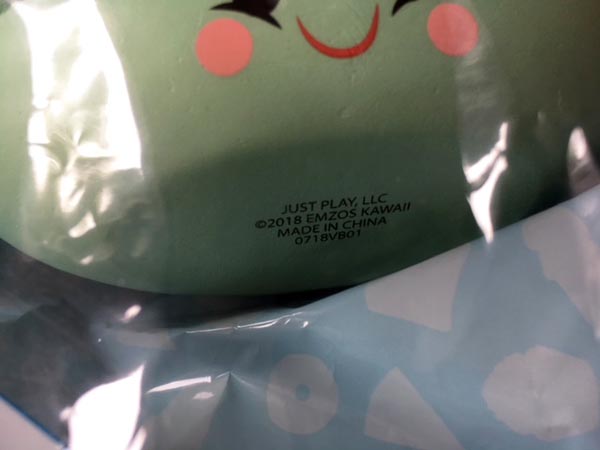 JUST PLAY, LLC
©2018 EMZOS KAWAII
MADE IN CHINA
0718VB01